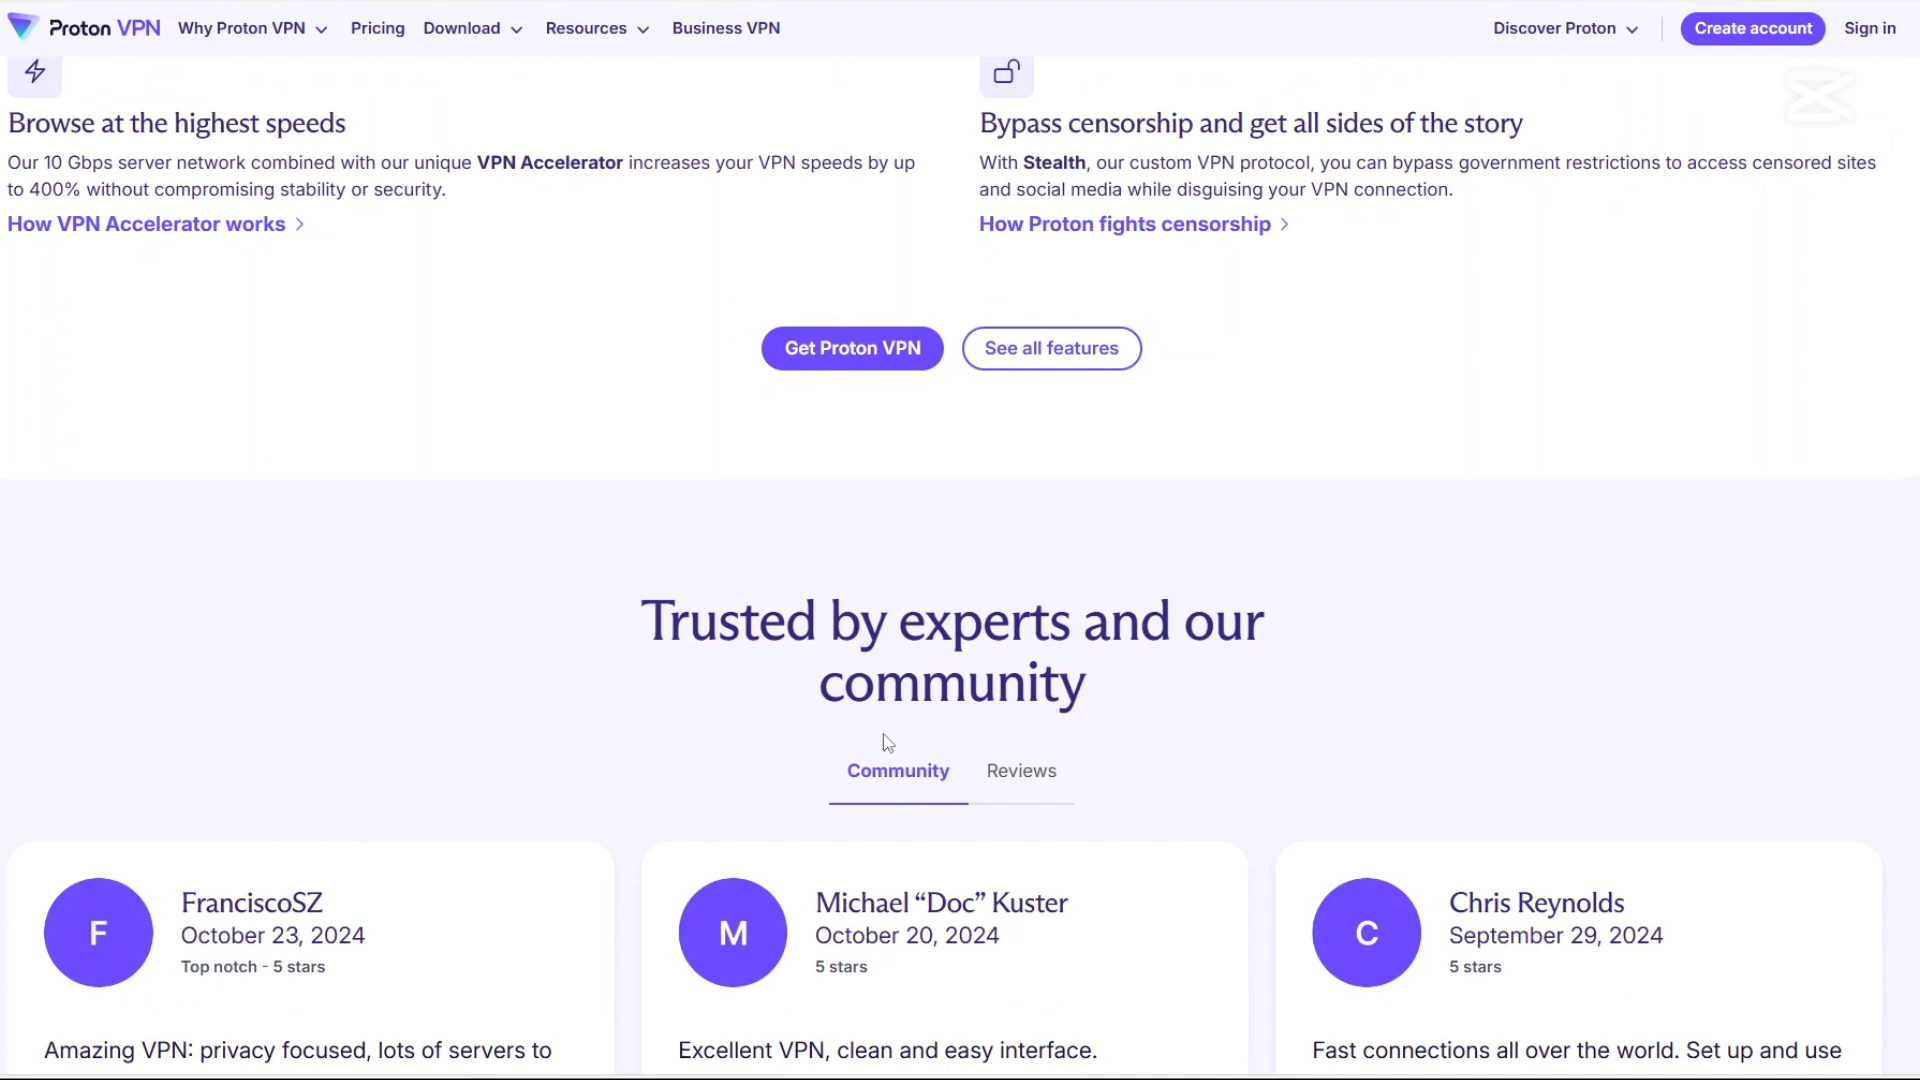 Proton VPN Why Proton VPN Pricing Download Resources Business VPN Discover Proton Create account Sign in
Browse at the highest speeds
Our 10 Gbps server network combined with our unique VPN Accelerator increases your VPN speeds by up
to 400% without compromising stability or security.
How VPN Accelerator works
Bypass censorship and get all sides of the story
With Stealth, our custom VPN protocol, you can bypass government restrictions to access censored sites
and social media while disguising your VPN connection.
How Proton fights censorship
Get Proton VPN See all features
Trusted by experts and our
community
Community Reviews
F
FranciscoSZ
October 23, 2024
Top notch - 5 stars
Amazing VPN: privacy focused, lots of servers to
M
Michael “Doc” Kuster
October 20, 2024
5 stars
Excellent VPN, clean and easy interface.
C
Chris Reynolds
September 29, 2024
5 stars
Fast connections all over the world. Set up and use